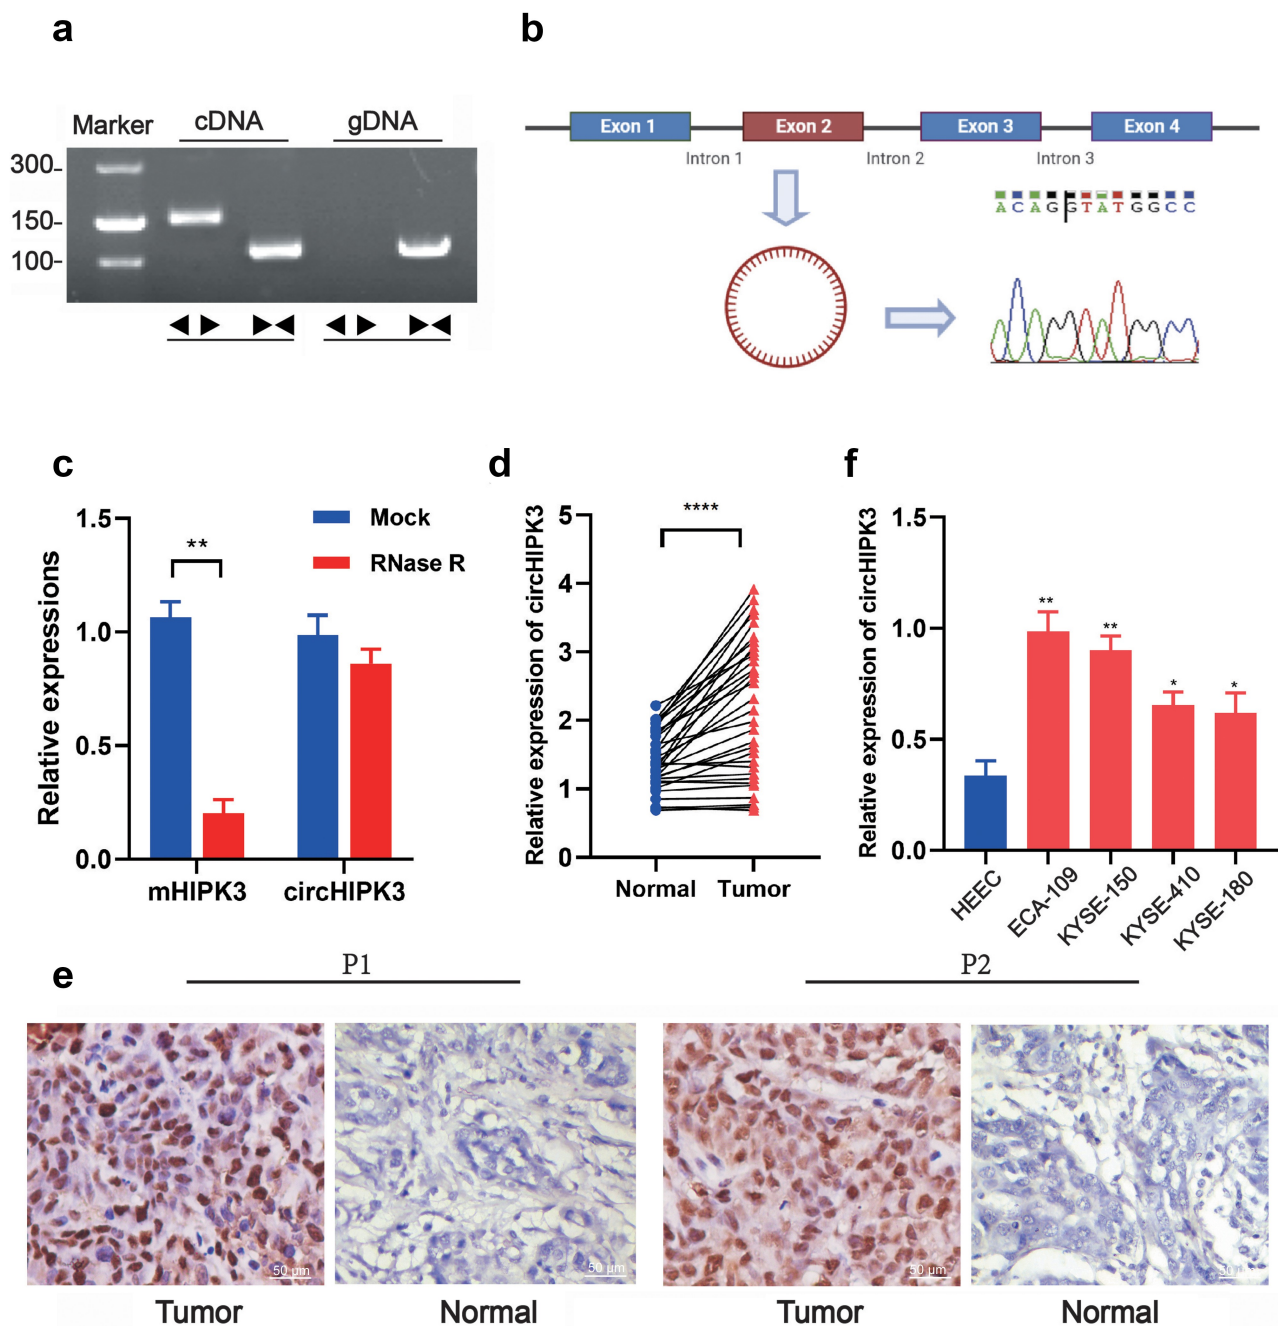 a
Marker
cDNA
gDNA
300
150
100
b
Exon 1
Exon 2
Exon 3
Exon 4
Intron 1
Intron 2
Intron 3
A C A G G T A T G G C C
c
Relative expressions
1.5
1.0
0.5
0.0
**
Mock
RNase R
mHIPK3
circHIPK3
d
Relative expression of circHIPK3
5
4
3
2
1
0
****
Normal
Tumor
f
Relative expression of circHIPK3
1.5
1.0
0.5
0.0
**
**
*
*
HEEC
ECA-109
KYSE-150
KYSE-410
KYSE-180
e
P1
P2
50 μm
50 μm
50 μm
Tumor
Normal
Tumor
Normal